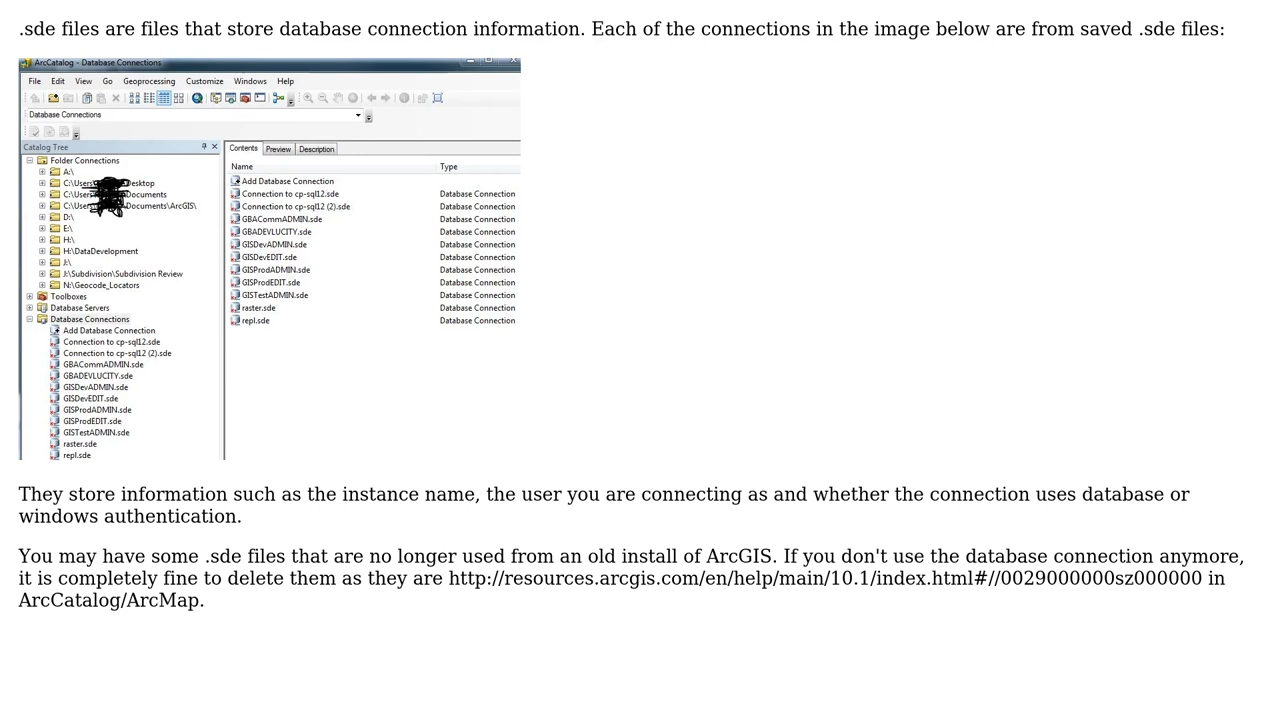 .sde files are files that store database connection information. Each of the connections in the image below are from saved .sde files:
ArcCatalog - Database Connections
File Edit View Go Geoprocessing Customize Windows Help
Database Connections
Catalog Tree
Folder Connections
A:\
C:\Users Desktop
C:\Users Documents
C:\Users Documents\ArcGIS\
D:\
E:\
H:\
H:\DataDevelopment
J:\
J:\Subdivision\Subdivision Review
N:\Geocode_Locators
Toolboxes
Database Servers
Database Connections
Add Database Connection
Connection to cp-sql12.sde
Connection to cp-sql12 (2).sde
GBACommADMIN.sde
GBADEVLUCITY.sde
GISDevADMIN.sde
GISDevEDIT.sde
GISProdADMIN.sde
GISProdEDIT.sde
GISTestADMIN.sde
raster.sde
repl.sde
Contents Preview Description
Name Type
Add Database Connection
Connection to cp-sql12.sde Database Connection
Connection to cp-sql12 (2).sde Database Connection
GBACommADMIN.sde Database Connection
GBADEVLUCITY.sde Database Connection
GISDevADMIN.sde Database Connection
GISDevEDIT.sde Database Connection
GISProdADMIN.sde Database Connection
GISProdEDIT.sde Database Connection
GISTestADMIN.sde Database Connection
raster.sde Database Connection
repl.sde Database Connection
They store information such as the instance name, the user you are connecting as and whether the connection uses database or
windows authentication.
You may have some .sde files that are no longer used from an old install of ArcGIS. If you don't use the database connection anymore,
it is completely fine to delete them as they are http://resources.arcgis.com/en/help/main/10.1/index.html#//0029000000sz000000 in
ArcCatalog/ArcMap.